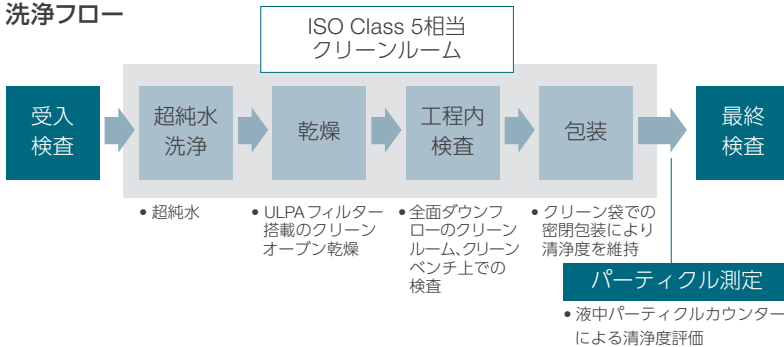 洗浄フロー
ISO Class 5相当
クリーンルーム
受入
検査
超純水
洗浄
乾燥
工程内
検査
包装
最終
検査
• 超純水
• ULPAフィルター
搭載のクリーン
オーブン乾燥
• 全面ダウンフ
ローのクリーン
ルーム、クリーン
ベンチ上での
検査
• クリーン袋での
密閉包装により
清浄度を維持
パーティクル測定
• 液中パーティクルカウンター
による清浄度評価